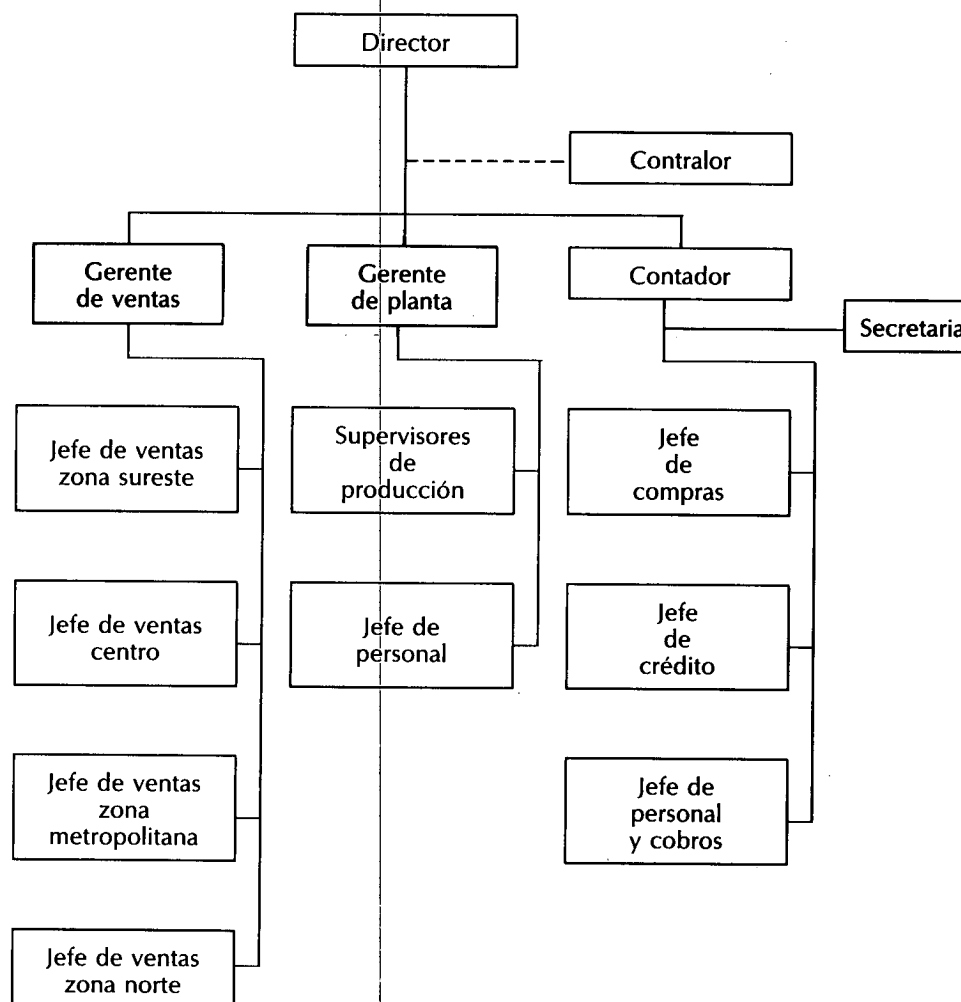 Director
Contralor
Gerente
de ventas
Gerente
de planta
Contador
Secretaria
Jefe de ventas
zona sureste
Supervisores
de
producción
Jefe
de
compras
Jefe de ventas
centro
Jefe de
personal
Jefe
de
crédito
Jefe de ventas
zona
metropolitana
Jefe de
personal
y cobros
Jefe de ventas
zona norte